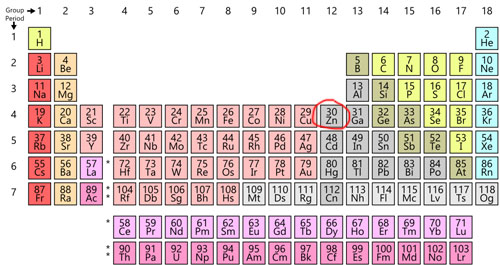 Group 1 2 3 4 5 6 7 8 9 10 11 12 13 14 15 16 17 18
Period
1 1 2
H He
2 3 4 5 6 7 8 9 10
Li Be B C N O F Ne
3 11 12 13 14 15 16 17 18
Na Mg Al Si P S Cl Ar
4 19 20 21 22 23 24 25 26 27 28 29 30 31 32 33 34 35 36
K Ca Sc Ti V Cr Mn Fe Co Ni Cu Zn Ga Ge As Se Br Kr
5 37 38 39 40 41 42 43 44 45 46 47 48 49 50 51 52 53 54
Rb Sr Y Zr Nb Mo Tc Ru Rh Pd Ag Cd In Sn Sb Te I Xe
6 55 56 57 * 72 73 74 75 76 77 78 79 80 81 82 83 84 85 86
Cs Ba La Hf Ta W Re Os Ir Pt Au Hg Tl Pb Bi Po At Rn
7 87 88 89 * 104 105 106 107 108 109 110 111 112 113 114 115 116 117 118
Fr Ra Ac * Rf Db Sg Bh Hs Mt Ds Rg Cn Nh Fl Mc Lv Ts Og
* 58 59 60 61 62 63 64 65 66 67 68 69 70 71
Ce Pr Nd Pm Sm Eu Gd Tb Dy Ho Er Tm Yb Lu
* 90 91 92 93 94 95 96 97 98 99 100 101 102 103
* Th Pa U Np Pu Am Cm Bk Cf Es Fm Md No Lr